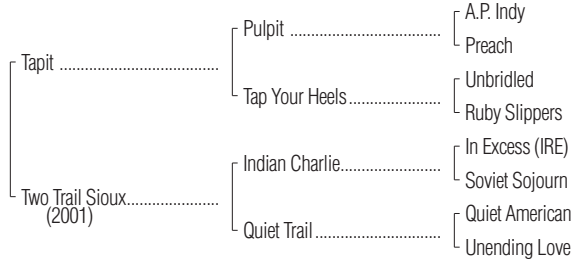 A.P. Indy
Pulpit ........................
Preach
Tapit ........................................
Unbridled
Tap Your Heels.......................
Ruby Slippers
In Excess (IRE)
Indian Charlie.........................
Soviet Sojourn
Two Trail Sioux.......................
(2001)
Quiet American
Quiet Trail ...............................
Unending Love